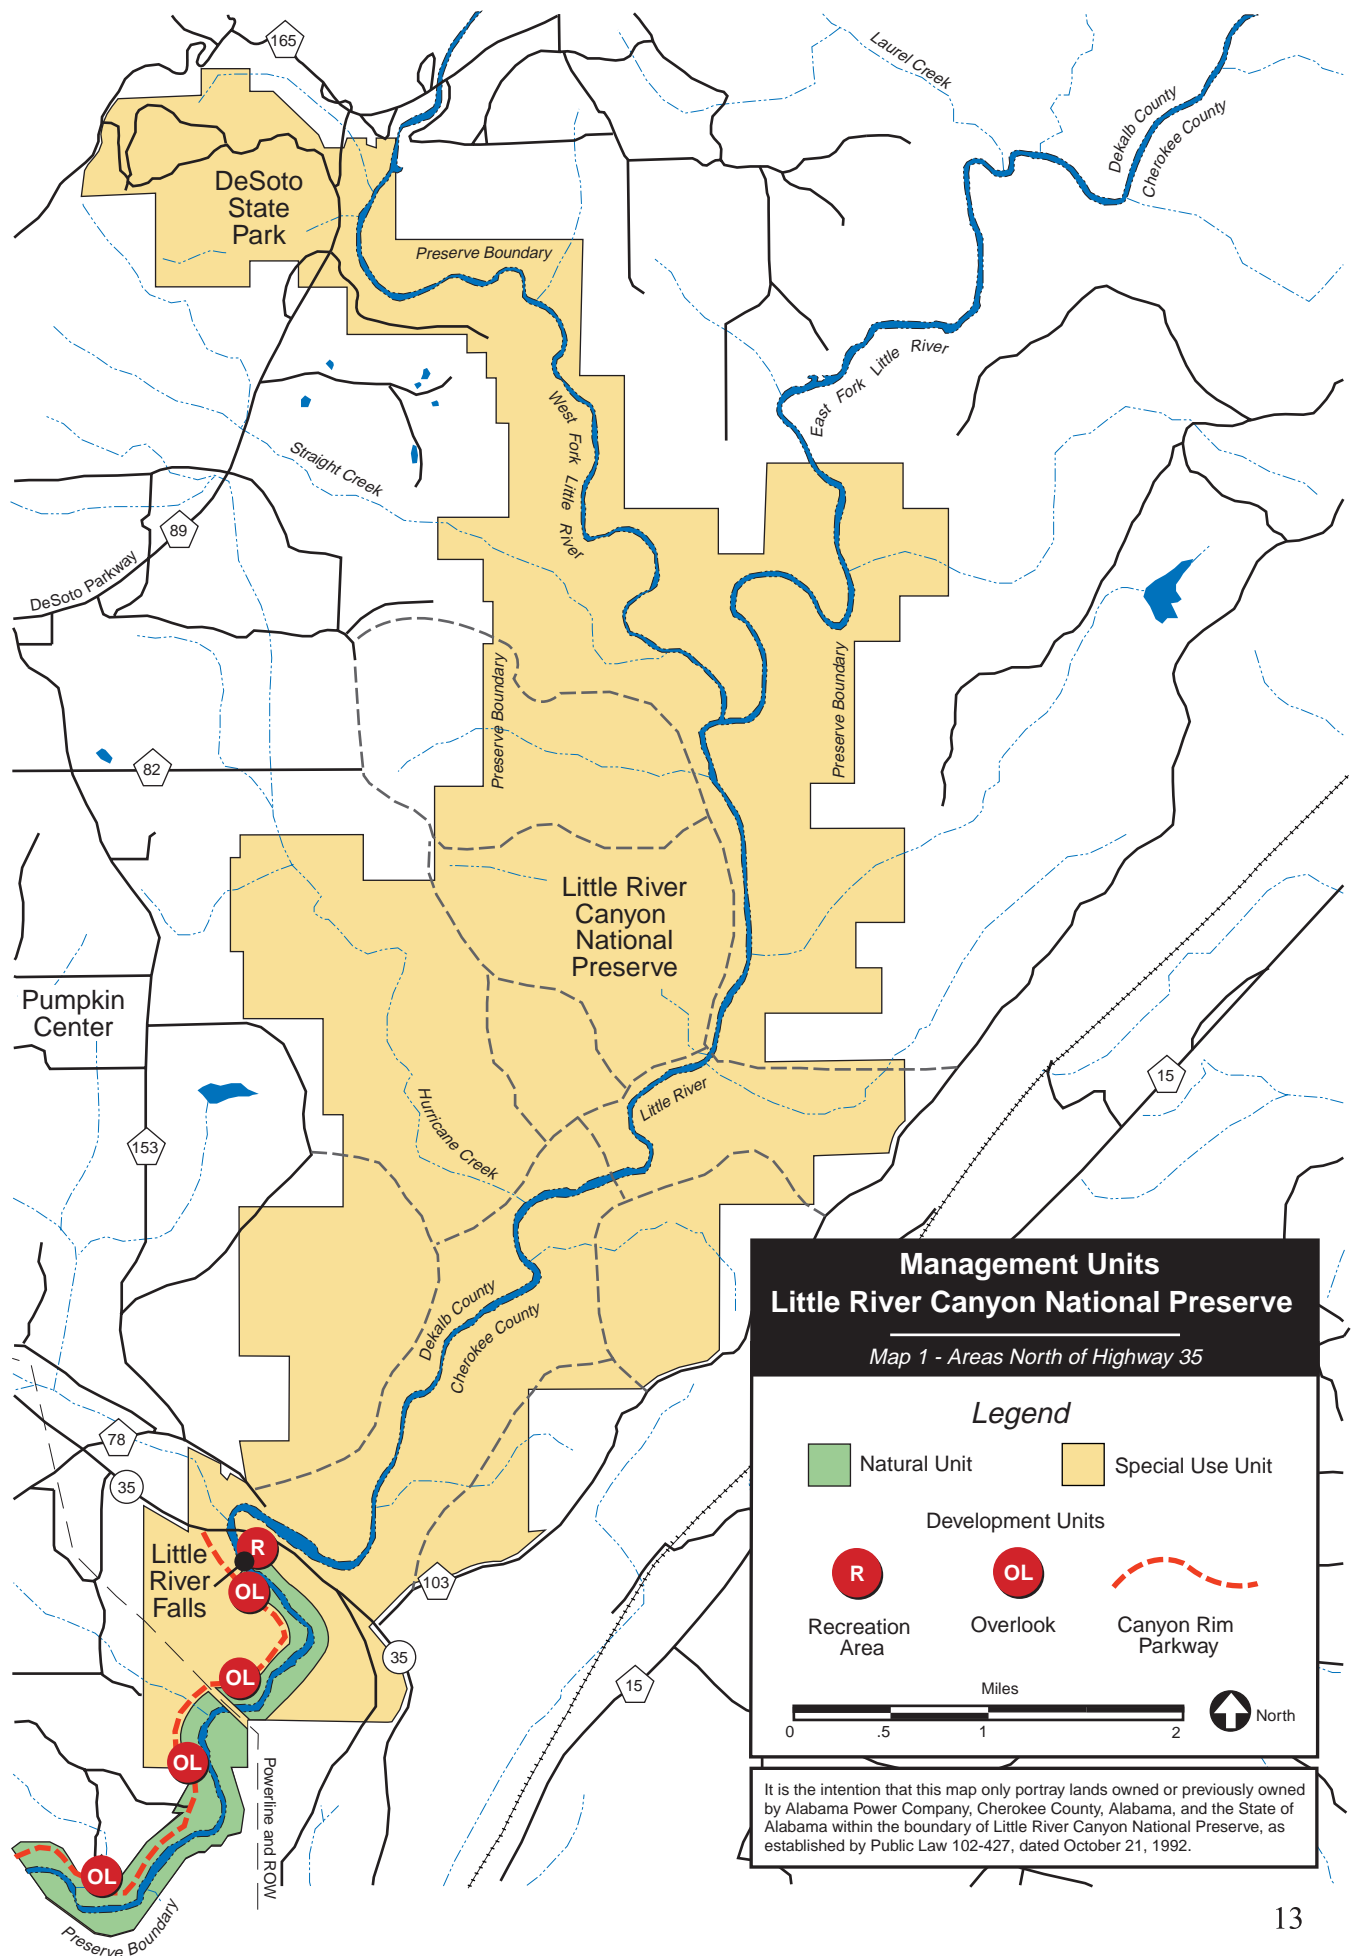 165
Laurel Creek
Dekalb County
Cherokee County
DeSoto
State
Park
Preserve Boundary
East Fork Little River
West Fork Little River
Straight Creek
89
DeSoto Parkway
Preserve Boundary
Preserve Boundary
82
Little River
Canyon
National
Preserve
Pumpkin
Center
15
Little River
Hurricane Creek
153
Dekalb County
Cherokee County
78
35
Little
River
Falls
R
OL
103
35
OL
15
OL
Powerline and ROW
OL
Preserve Boundary
Management Units
Little River Canyon National Preserve
Map 1 - Areas North of Highway 35
Legend
Natural Unit
Special Use Unit
Development Units
R
OL
Recreation
Area
Overlook
Canyon Rim
Parkway
Miles
0 .5 1 2
North
It is the intention that this map only portray lands owned or previously owned
by Alabama Power Company, Cherokee County, Alabama, and the State of
Alabama within the boundary of Little River Canyon National Preserve, as
established by Public Law 102-427, dated October 21, 1992.
13